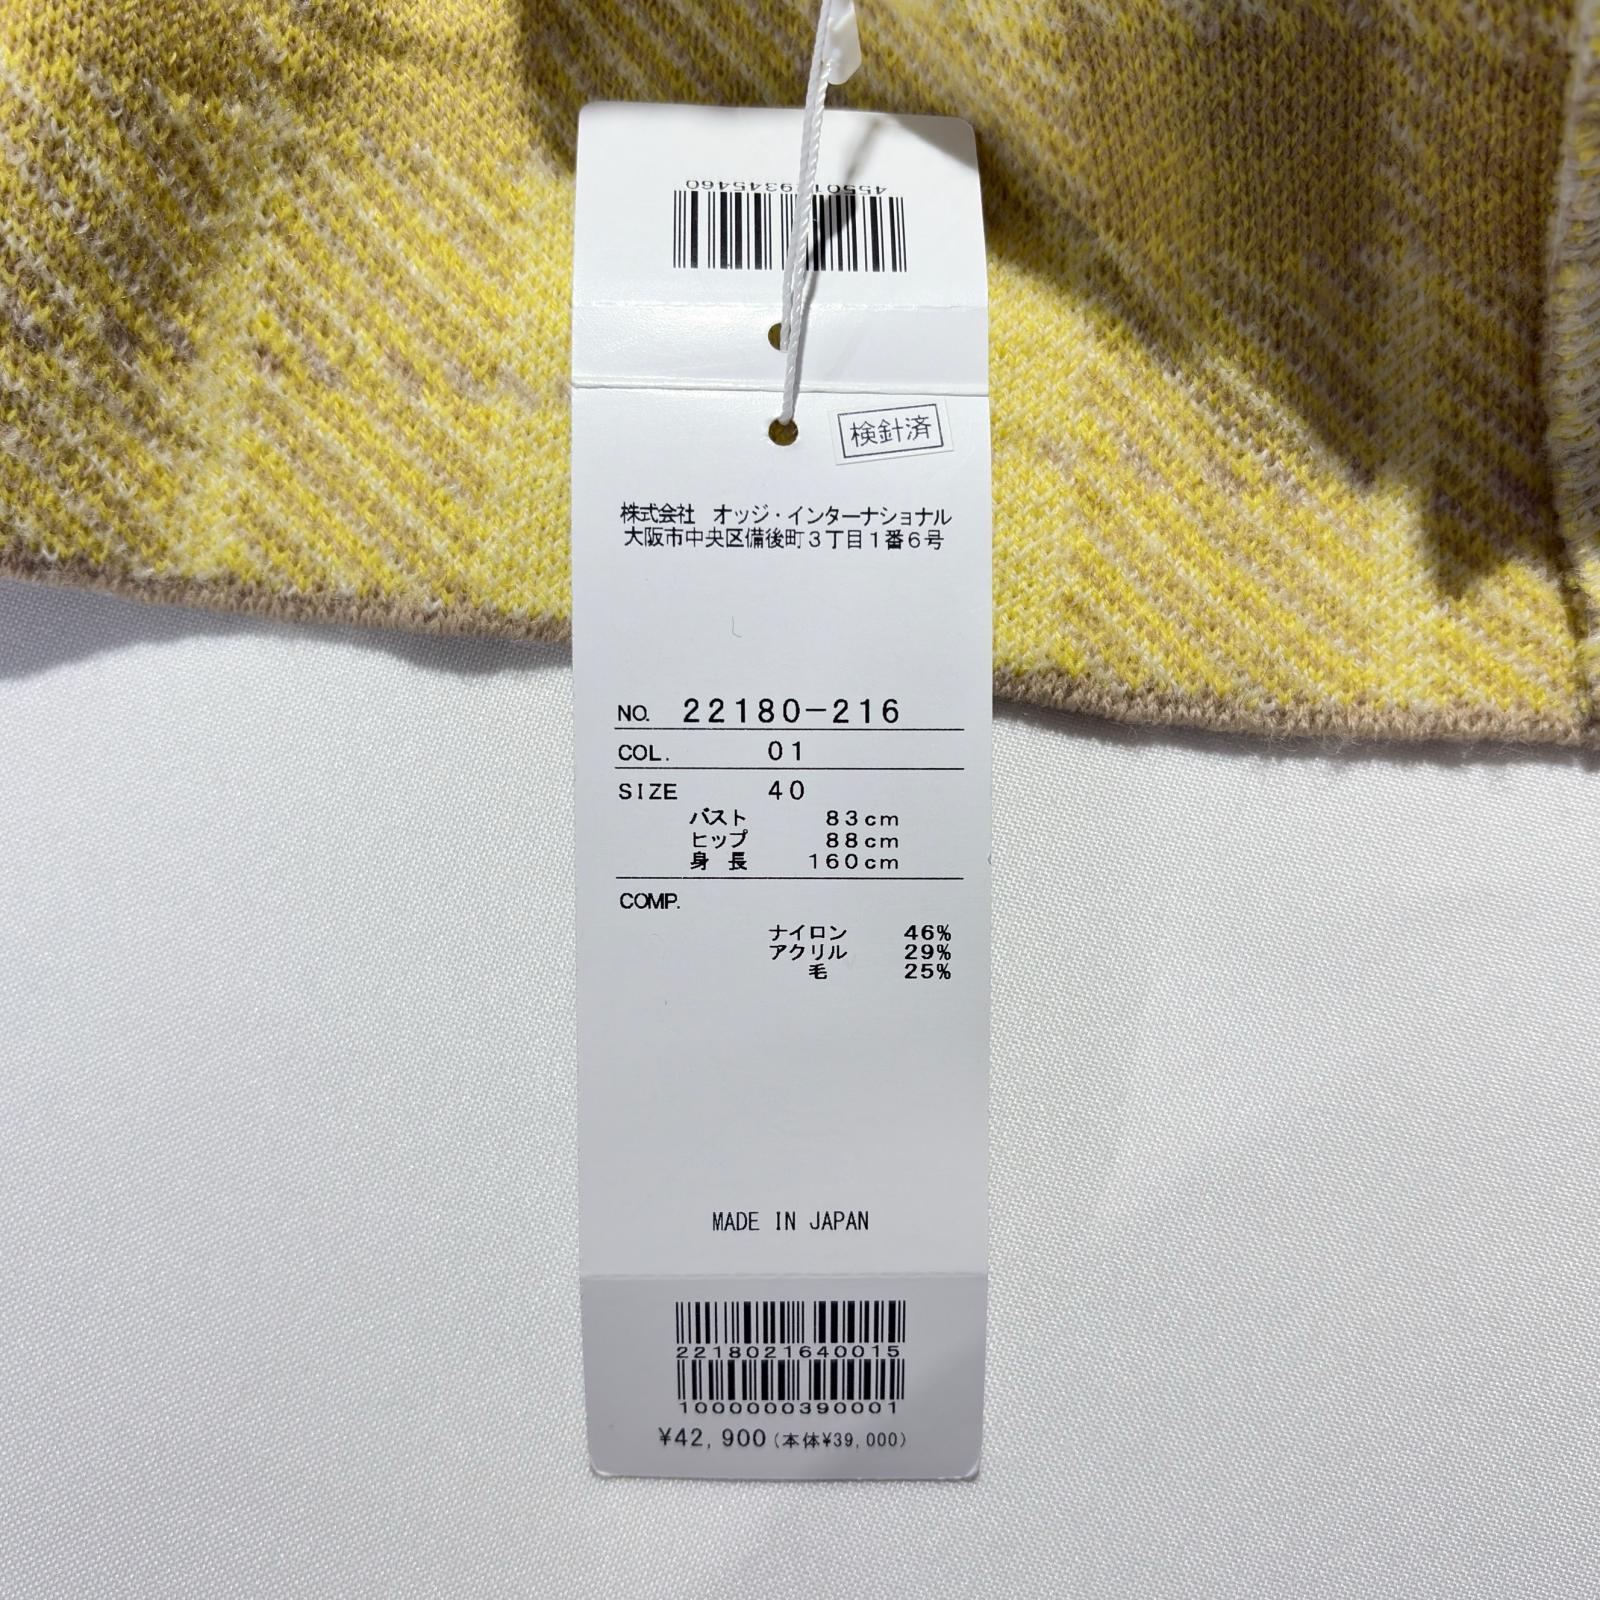 検針済
株式会社 オッジ・インターナショナル
大阪市中央区備後町3丁目1番6号
NO. 22180-216
COL. 01
SIZE 40
バスト 83cm
ヒップ 88cm
身 長 160cm
COMP.
ナイロン 46%
アクリル 29%
毛 25%
MADE IN JAPAN
2218021640015
1000000390001
¥42,900(本体¥39,000)